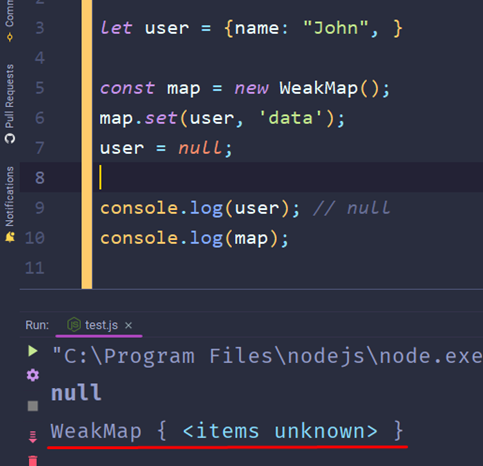 Comm
Pull Requests
Notifications
3 let user = {name: "John", }
4
5 const map = new WeakMap();
6 map.set(user, 'data');
7 user = null;
8
9 console.log(user); // null
10 console.log(map);
11
Run: test.js ×
"C:\Program Files\nodejs\node.exe
null
WeakMap { <items unknown> }